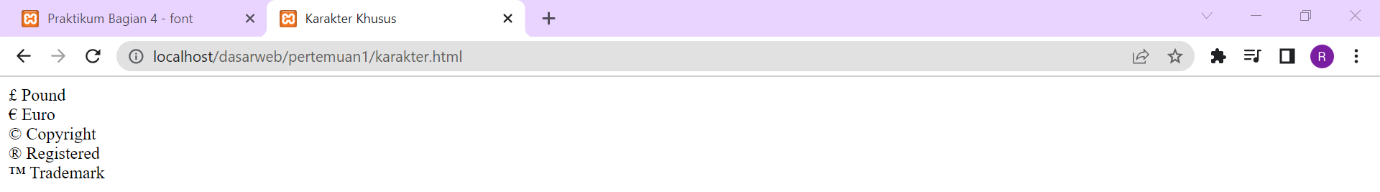 Praktikum Bagian 4 - font
Karakter Khusus
localhost/dasarweb/pertemuan1/karakter.html
R
£ Pound
€ Euro
© Copyright
® Registered
™ Trademark